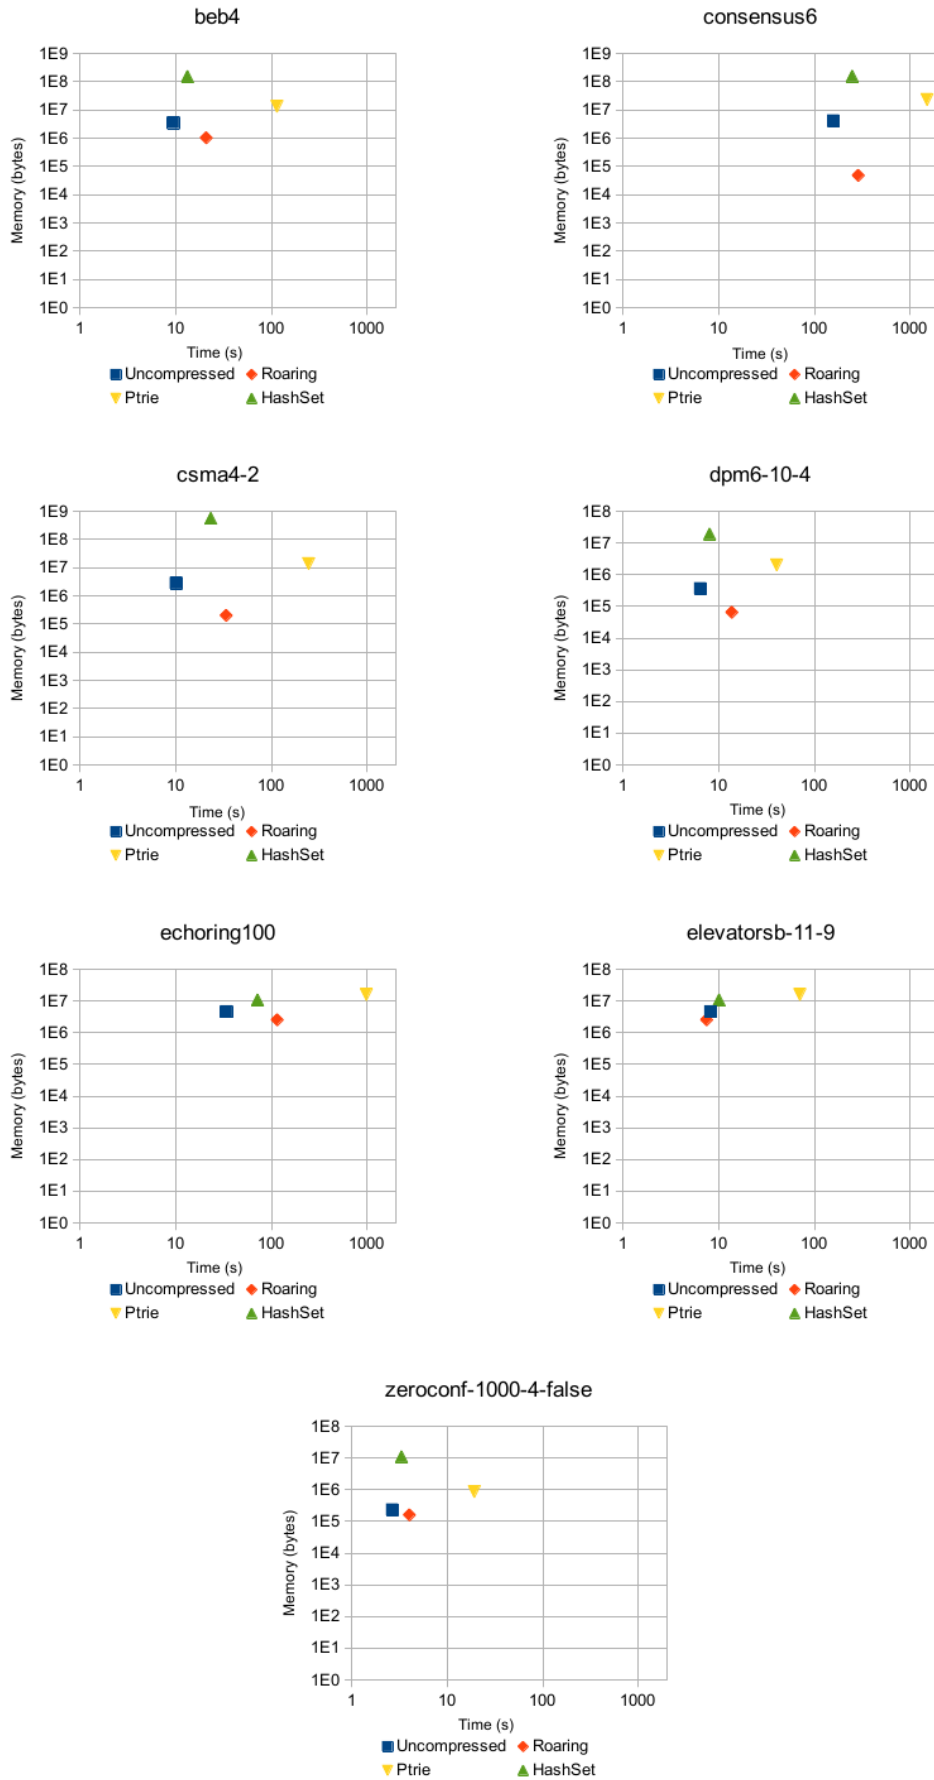 beb4
1E9
1E8
1E7
1E6
1E5
1E4
1E3
1E2
1E1
1E0
Memory (bytes)
1 10 100 1000
Time (s)
Uncompressed Roaring
Ptrie HashSet
consensus6
1E9
1E8
1E7
1E6
1E5
1E4
1E3
1E2
1E1
1E0
Memory (bytes)
1 10 100 1000
Time (s)
Uncompressed Roaring
Ptrie HashSet
csma4-2
1E9
1E8
1E7
1E6
1E5
1E4
1E3
1E2
1E1
1E0
Memory (bytes)
1 10 100 1000
Time (s)
Uncompressed Roaring
Ptrie HashSet
dpm6-10-4
1E8
1E7
1E6
1E5
1E4
1E3
1E2
1E1
1E0
Memory (bytes)
1 10 100 1000
Time (s)
Uncompressed Roaring
Ptrie HashSet
echoring100
1E8
1E7
1E6
1E5
1E4
1E3
1E2
1E1
1E0
Memory (bytes)
1 10 100 1000
Time (s)
Uncompressed Roaring
Ptrie HashSet
elevatorsb-11-9
1E8
1E7
1E6
1E5
1E4
1E3
1E2
1E1
1E0
Memory (bytes)
1 10 100 1000
Time (s)
Uncompressed Roaring
Ptrie HashSet
zeroconf-1000-4-false
1E8
1E7
1E6
1E5
1E4
1E3
1E2
1E1
1E0
Memory (bytes)
1 10 100 1000
Time (s)
Uncompressed Roaring
Ptrie HashSet